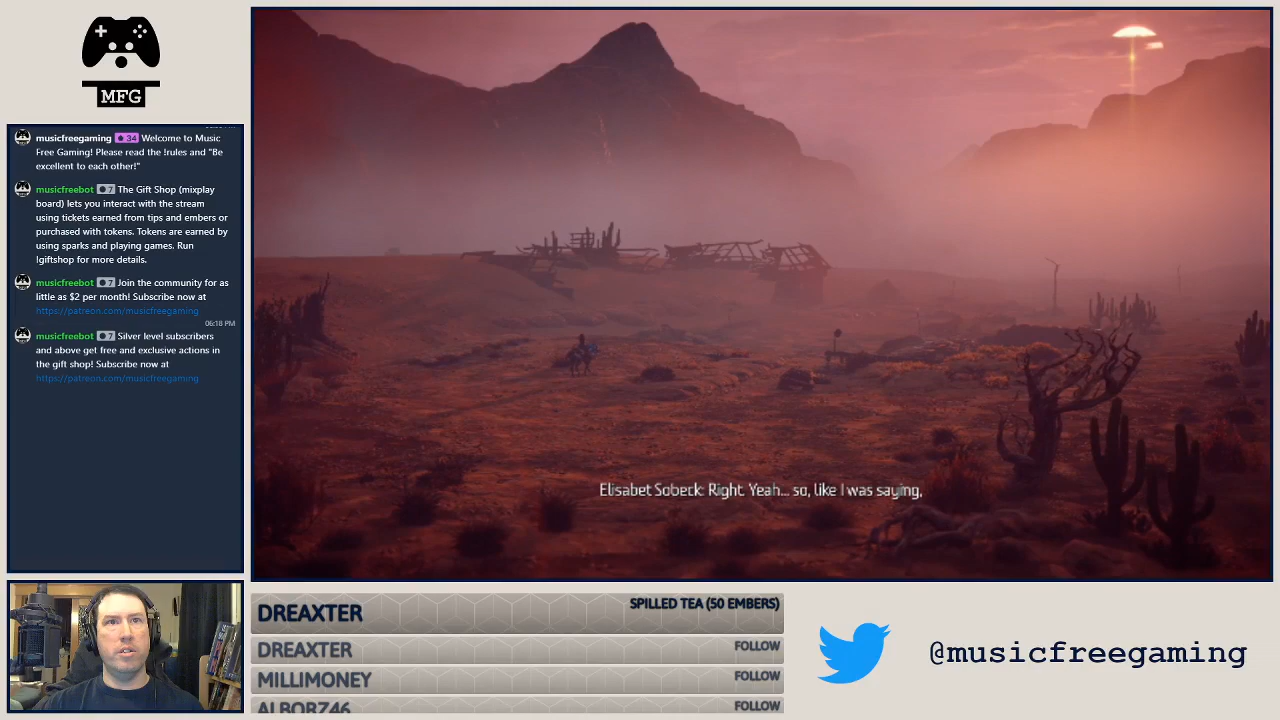 MFG
musicfreegaming 34 Welcome to Music
Free Gaming! Please read the !rules and "Be
excellent to each other!"
musicfreebot 7 The Gift Shop (mixplay
board) lets you interact with the stream
using tickets earned from tips and embers or
purchased with tokens. Tokens are earned by
using sparks and playing games. Run
!giftshop for more details.
musicfreebot 7 Join the community for as
little as $2 per month! Subscribe now at
https://patreon.com/musicfreegaming
06:18 PM
musicfreebot 7 Silver level subscribers
and above get free and exclusive actions in
the gift shop! Subscribe now at
https://patreon.com/musicfreegaming
Elisabet Sobeck: Right. Yeah... so, like I was saying,
DREAXTER SPILLED TEA (50 EMBERS)
DREAXTER FOLLOW
MILLIMONEY FOLLOW
ALBORZ46 FOLLOW
@musicfreegaming